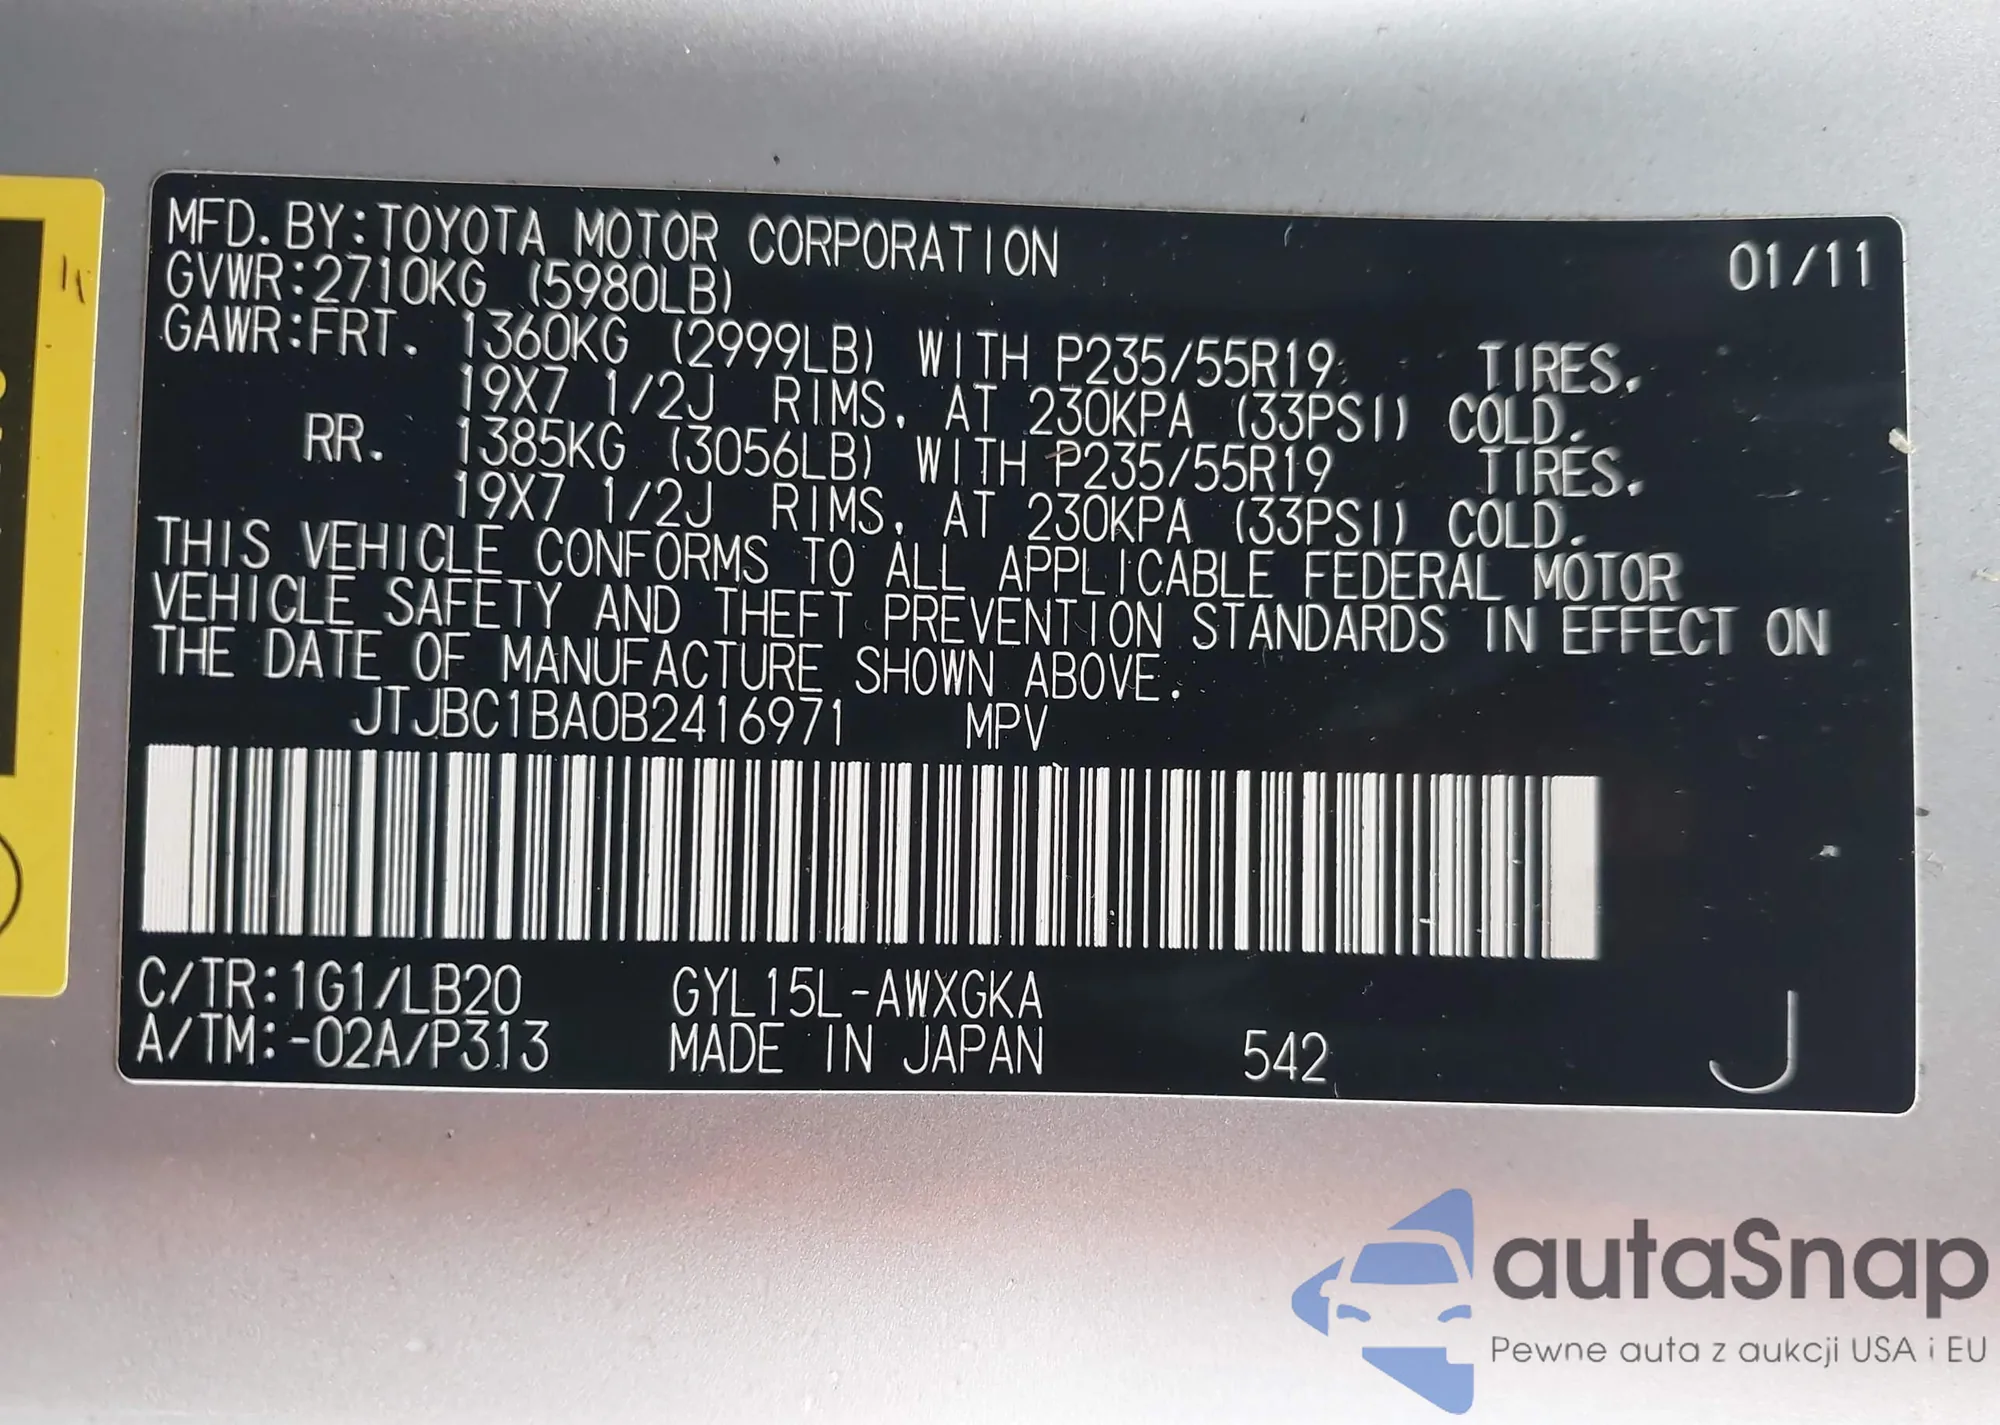 MFD. BY: TOYOTA MOTOR CORPORATION 01/11
GVWR: 2710KG (5980LB)
GAWR: FRT. 1360KG (2999LB) WITH P235/55R19 TIRES,
19X7 1/2J RIMS, AT 230KPA (33PSI) COLD.
RR. 1385KG (3056LB) WITH P235/55R19 TIRES,
19X7 1/2J RIMS, AT 230KPA (33PSI) COLD.
THIS VEHICLE CONFORMS TO ALL APPLICABLE FEDERAL MOTOR
VEHICLE SAFETY AND THEFT PREVENTION STANDARDS IN EFFECT ON
THE DATE OF MANUFACTURE SHOWN ABOVE.
JTJBC1BA0B2416971 MPV
C/TR: 1G1/LB20 GYL15L-AWXGKA
A/TM: -02A/P313 MADE IN JAPAN 542 J
autaSnap
Pewne auta z aukcji USA i EU